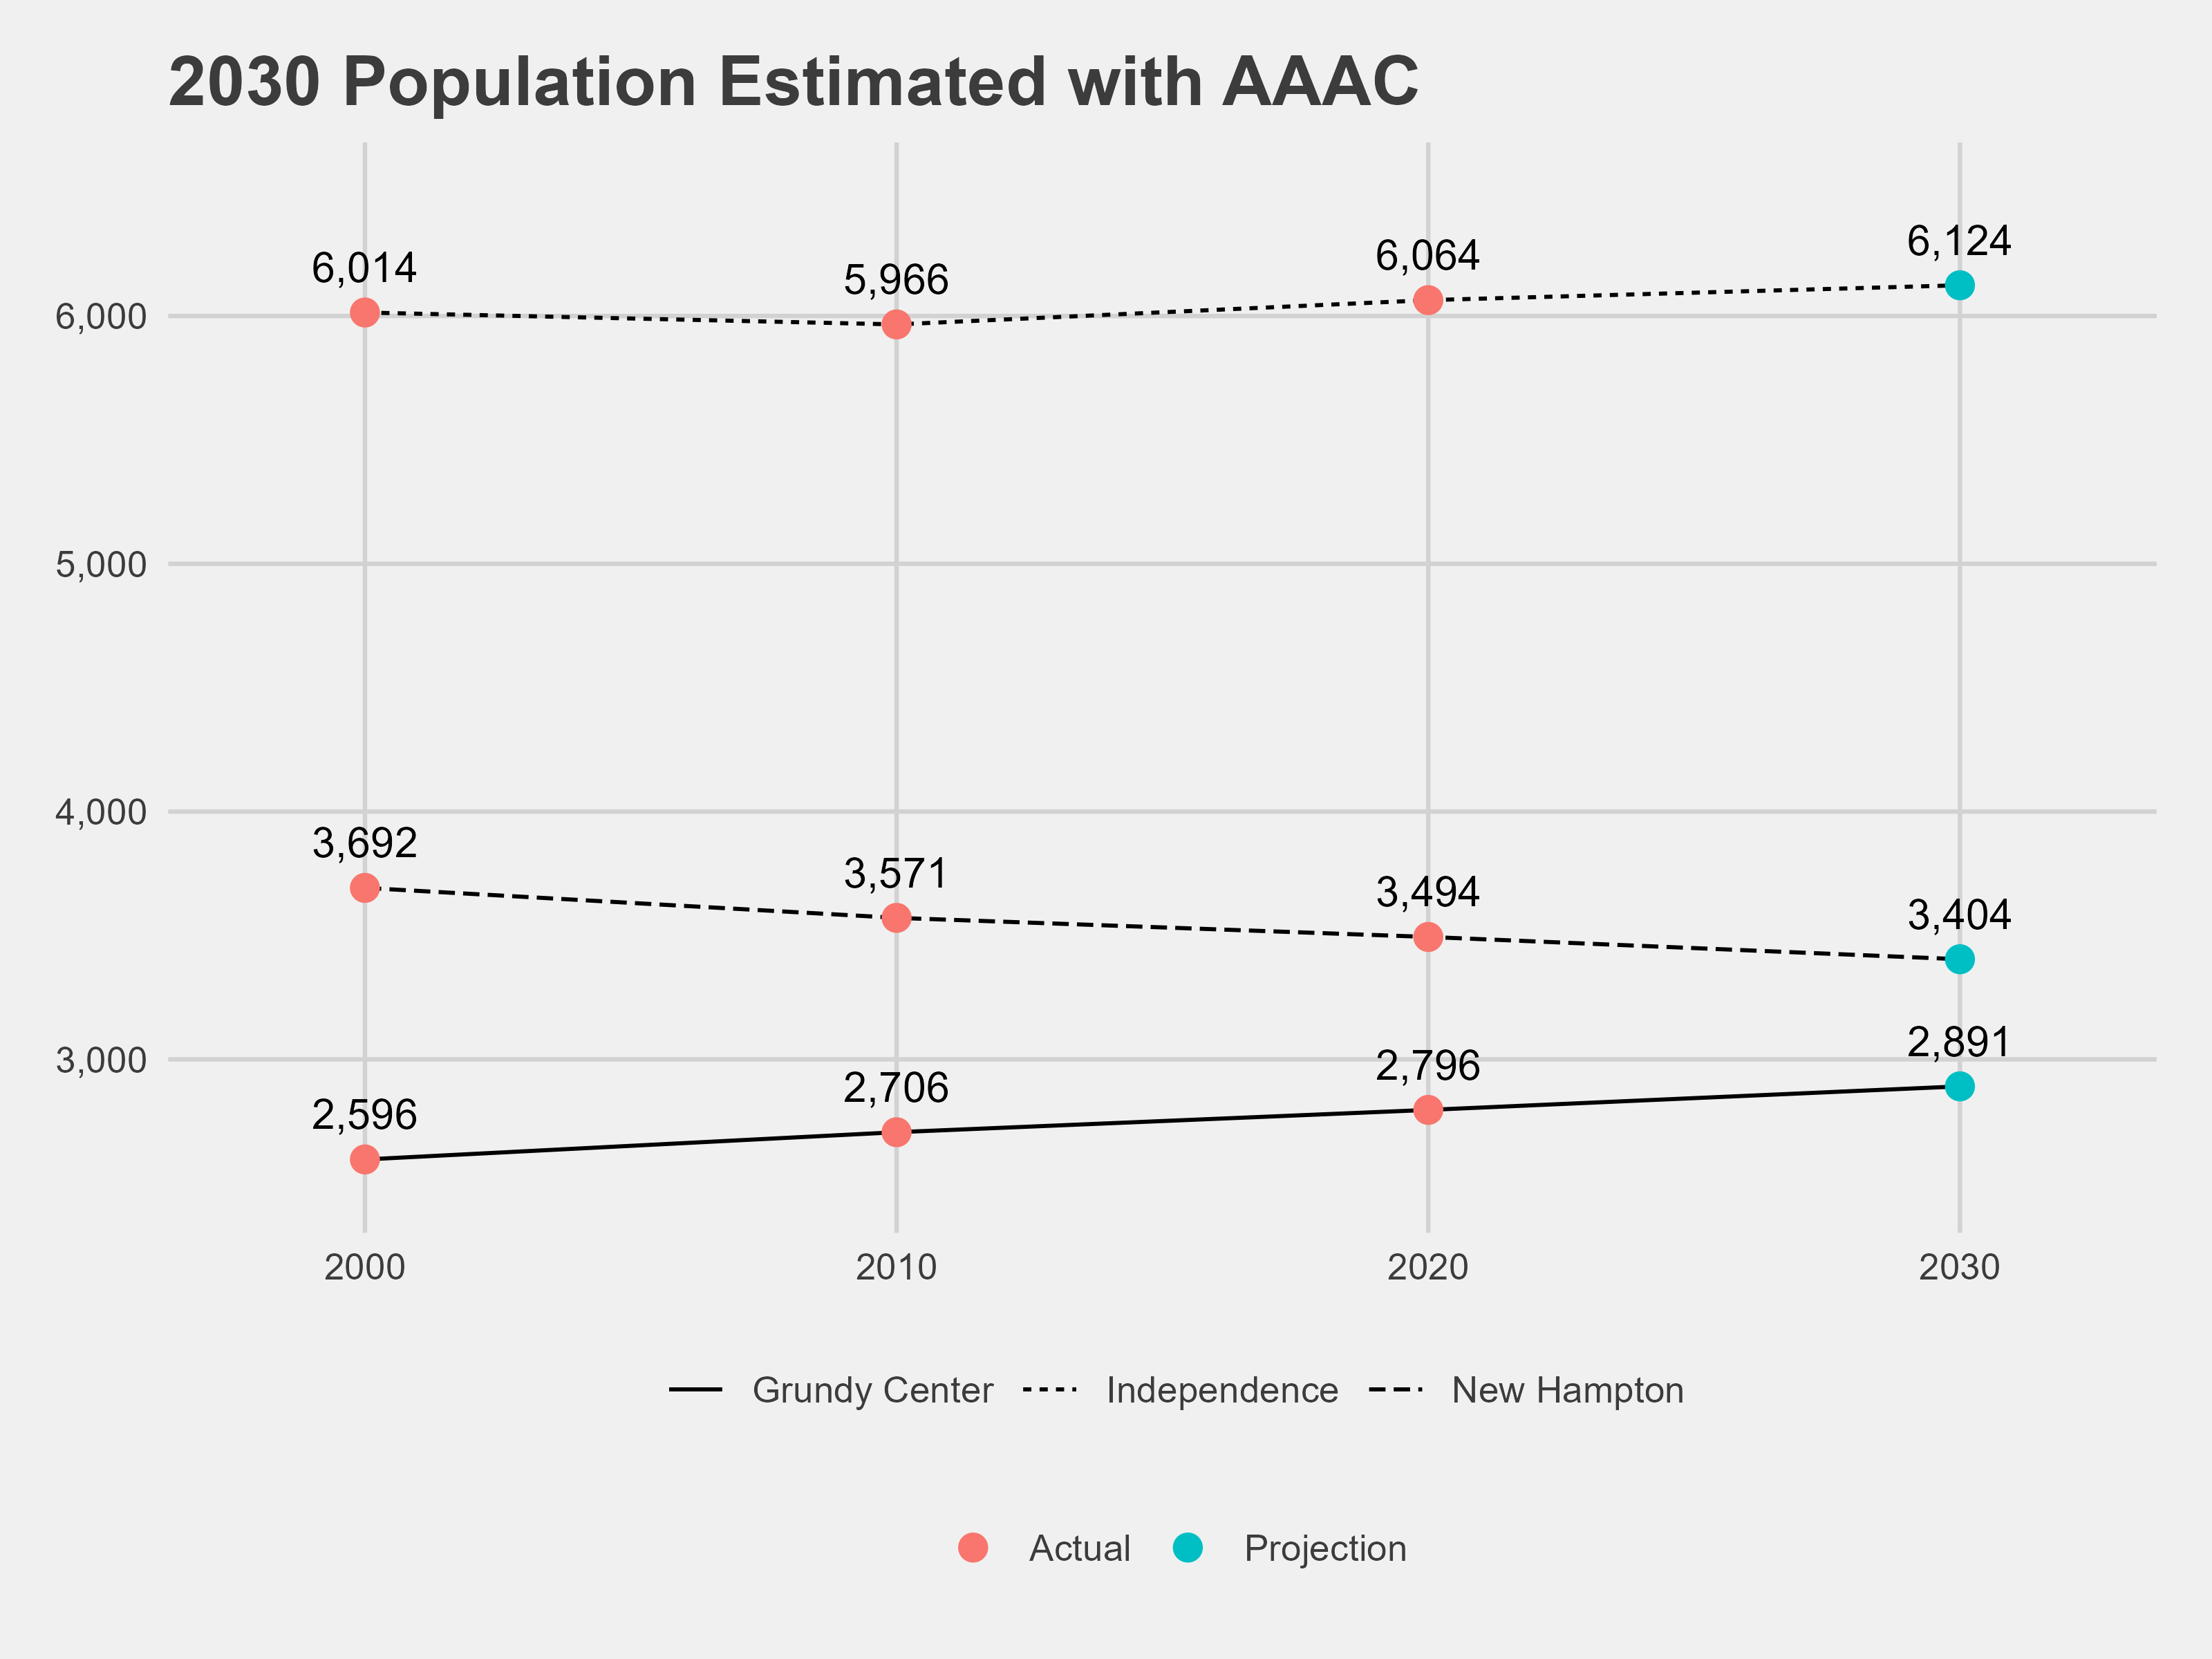 2030 Population Estimated with AAAC
6,014 5,966 6,064 6,124
6,000
5,000
4,000
3,692 3,571 3,494 3,404
3,000
2,596 2,706 2,796 2,891
2000 2010 2020 2030
Grundy Center Independence New Hampton
Actual Projection